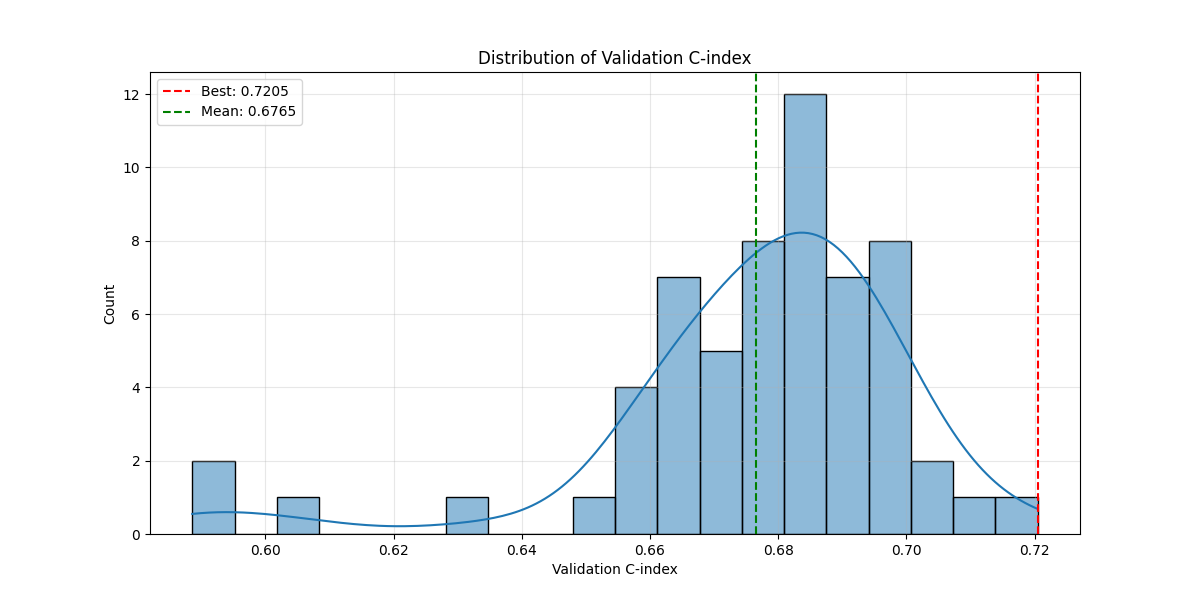 Distribution of Validation C-index
Best: 0.7205
Mean: 0.6765
12
10
8
6
4
2
0
Count
0.60 0.62 0.64 0.66 0.68 0.70 0.72
Validation C-index